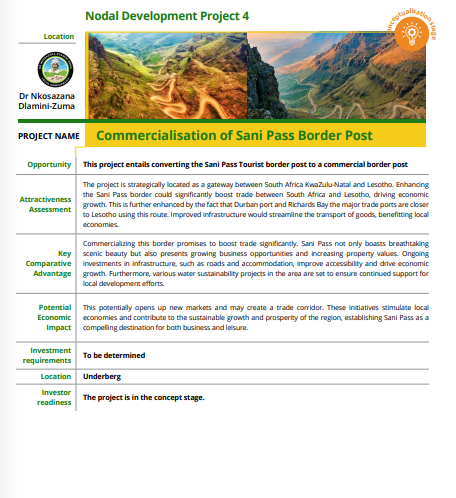 Nodal Development Project 4
conceptualisation stage
Location
Dr Nkosazana
Dlamini-Zuma
PROJECT NAME
Commercialisation of Sani Pass Border Post
Opportunity
This project entails converting the Sani Pass Tourist border post to a commercial border post
Attractiveness
Assessment
The project is strategically located as a gateway between South Africa KwaZulu-Natal and Lesotho. Enhancing
the Sani Pass border could significantly boost trade between South Africa and Lesotho, driving economic
growth. This is further enhanced by the fact that Durban port and Richards Bay the major trade ports are closer
to Lesotho using this route. Improved infrastructure would streamline the transport of goods, benefitting local
economies.
Key
Comparative
Advantage
Commercializing this border promises to boost trade significantly. Sani Pass not only boasts breathtaking
scenic beauty but also presents growing business opportunities and increasing property values. Ongoing
investments in infrastructure, such as roads and accommodation, improve accessibility and drive economic
growth. Furthermore, various water sustainability projects in the area are set to ensure continued support for
local development efforts.
Potential
Economic
Impact
This potentially opens up new markets and may create a trade corridor. These initiatives stimulate local
economies and contribute to the sustainable growth and prosperity of the region, establishing Sani Pass as a
compelling destination for both business and leisure.
Investment
requirements
To be determined
Location
Underberg
Investor
readiness
The project is in the concept stage.